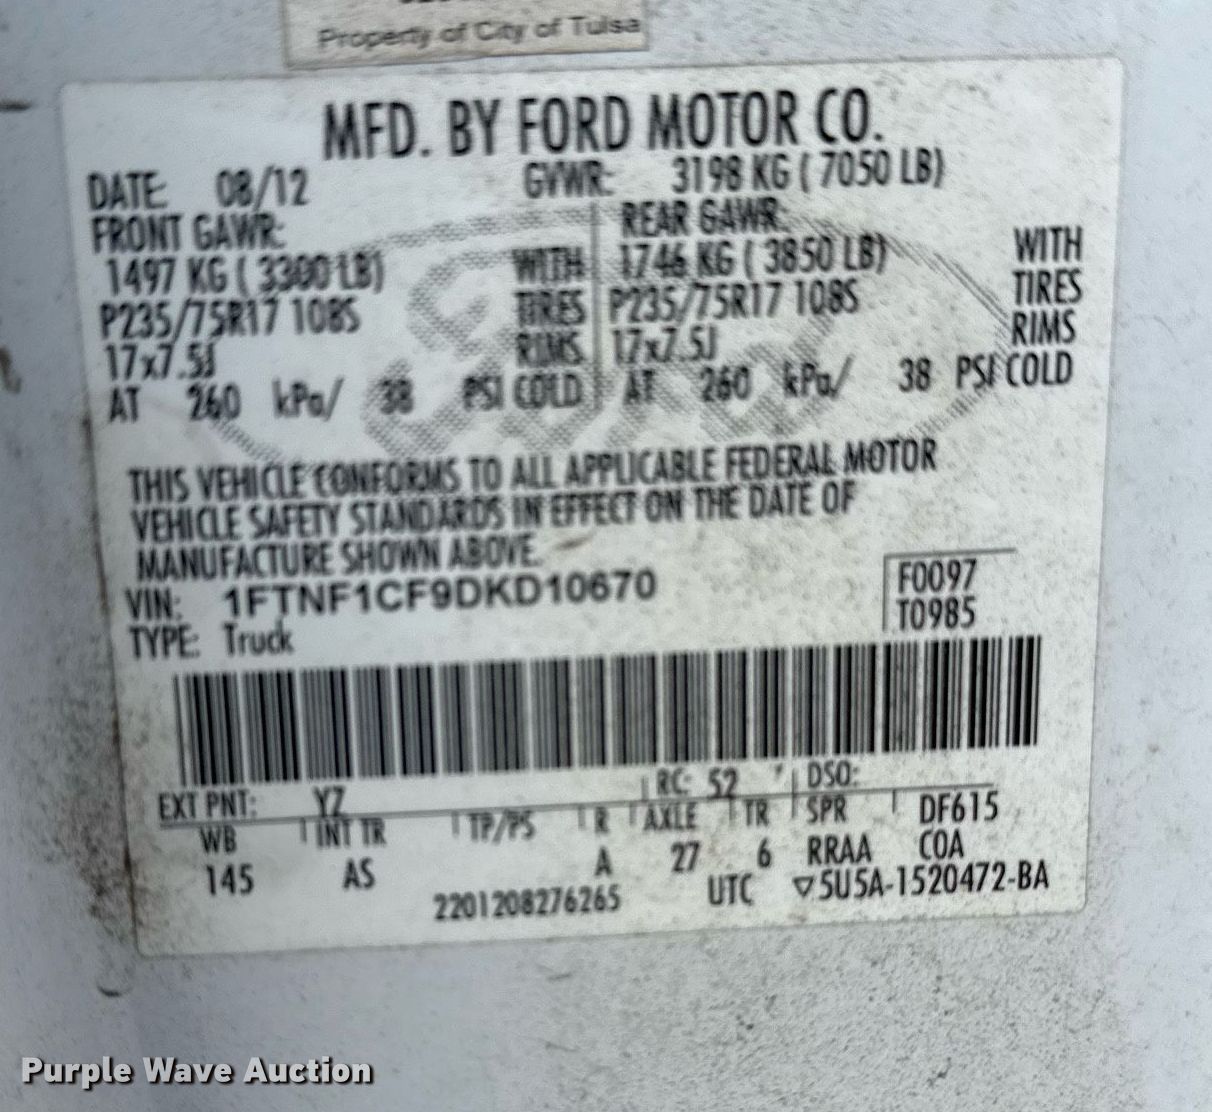 Property of City of Tulsa
MFD. BY FORD MOTOR CO.
DATE: 08/12 GVWR: 3198 KG ( 7050 LB)
FRONT GAWR: REAR GAWR:
1497 KG ( 3300 LB) WITH 1746 KG ( 3850 LB) WITH
P235/75R17 108S TIRES P235/75R17 108S TIRES
17x7.5J RIMS 17x7.5J RIMS
AT 260 kPa/ 38 PSI COLD AT 260 kPa/ 38 PSI COLD
THIS VEHICLE CONFORMS TO ALL APPLICABLE FEDERAL MOTOR
VEHICLE SAFETY STANDARDS IN EFFECT ON THE DATE OF
MANUFACTURE SHOWN ABOVE.
VIN: 1FTNF1CF9DKD10670 F0097
TYPE: Truck T0985
EXT PNT: YZ RC: 52 DSO:
WB INT TR TP/PS R AXLE TR SPR DF615
145 AS A 27 6 RRAA COA
2201208276265 UTC ▽5U5A-1520472-BA
Purple Wave Auction